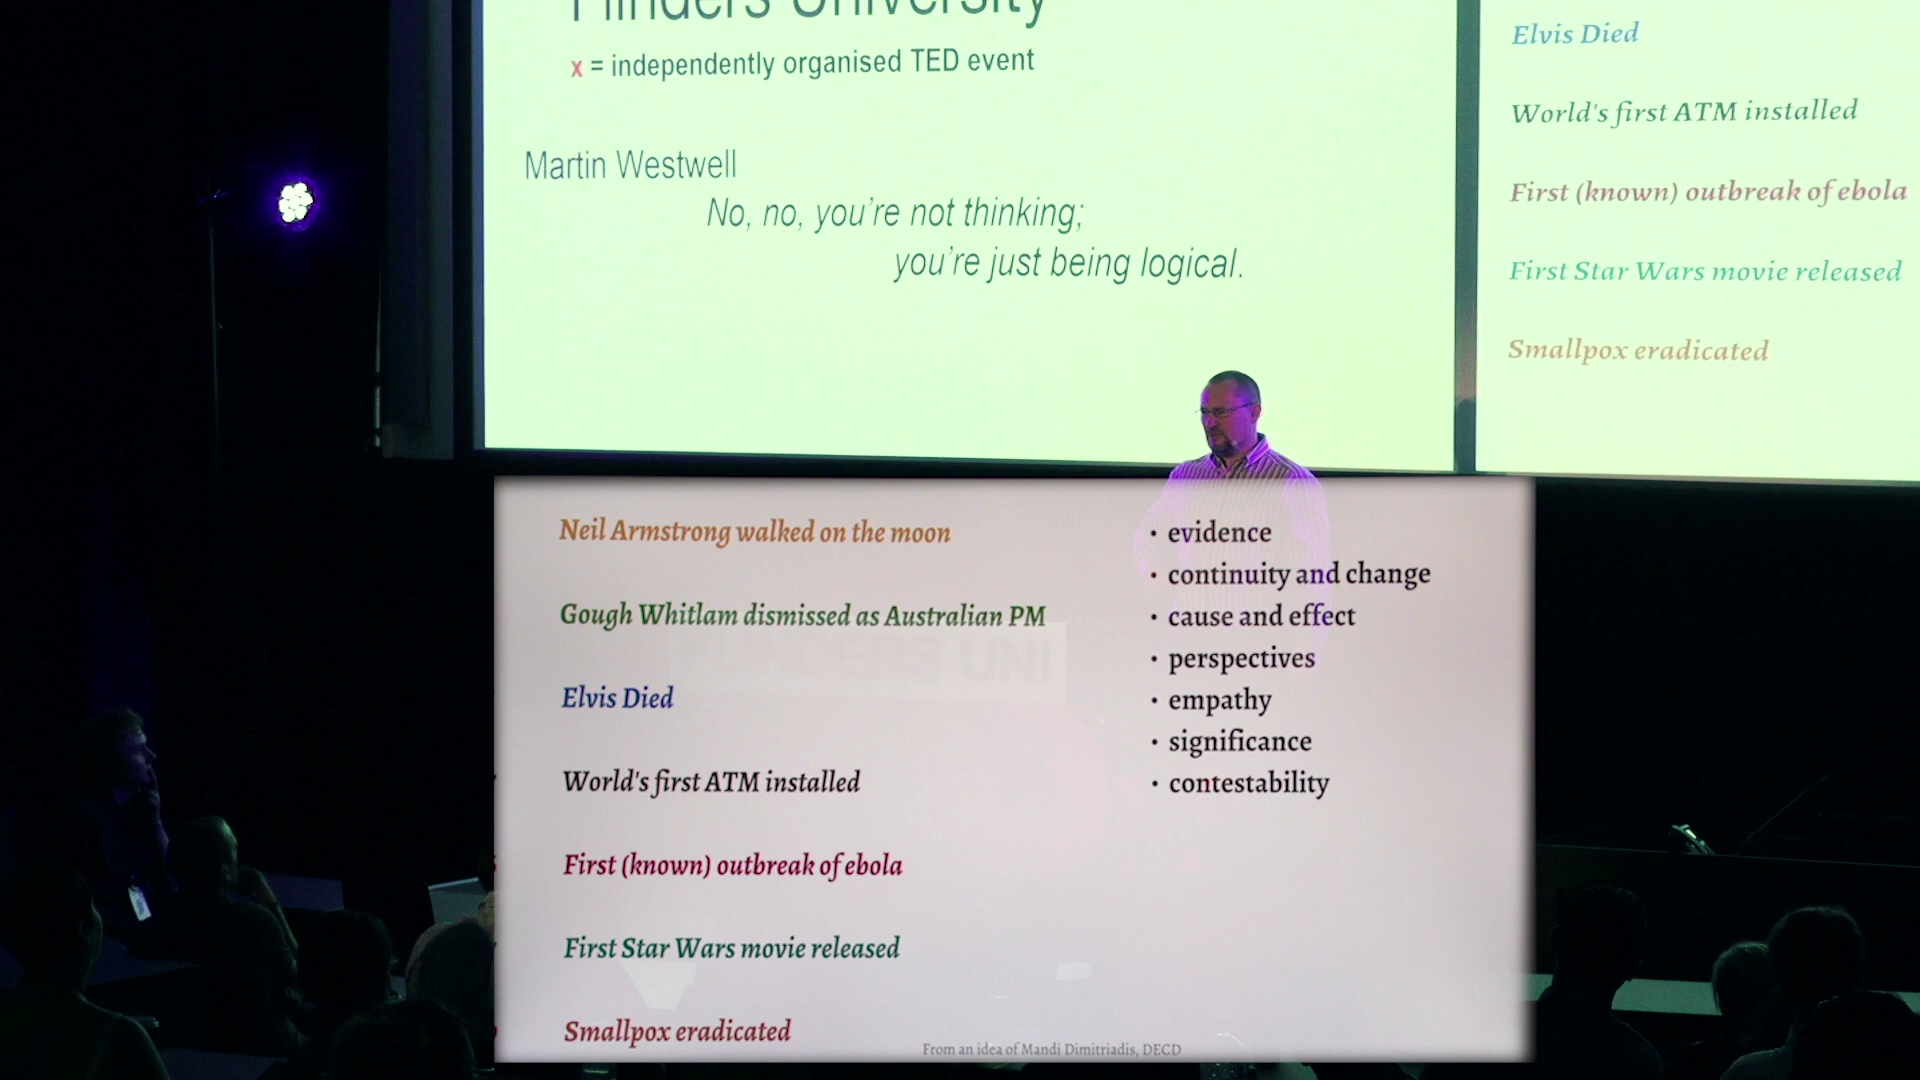 Flinders University
x = independently organised TED event
Martin Westwell
No, no, you're not thinking;
you're just being logical.
Elvis Died
World's first ATM installed
First (known) outbreak of ebola
First Star Wars movie released
Smallpox eradicated
Neil Armstrong walked on the moon
Gough Whitlam dismissed as Australian PM
Elvis Died
World's first ATM installed
First (known) outbreak of ebola
First Star Wars movie released
Smallpox eradicated
• evidence
• continuity and change
• cause and effect
• perspectives
• empathy
• significance
• contestability
FLINDERS UNI
From an idea of Mandi Dimitriadis, DECD